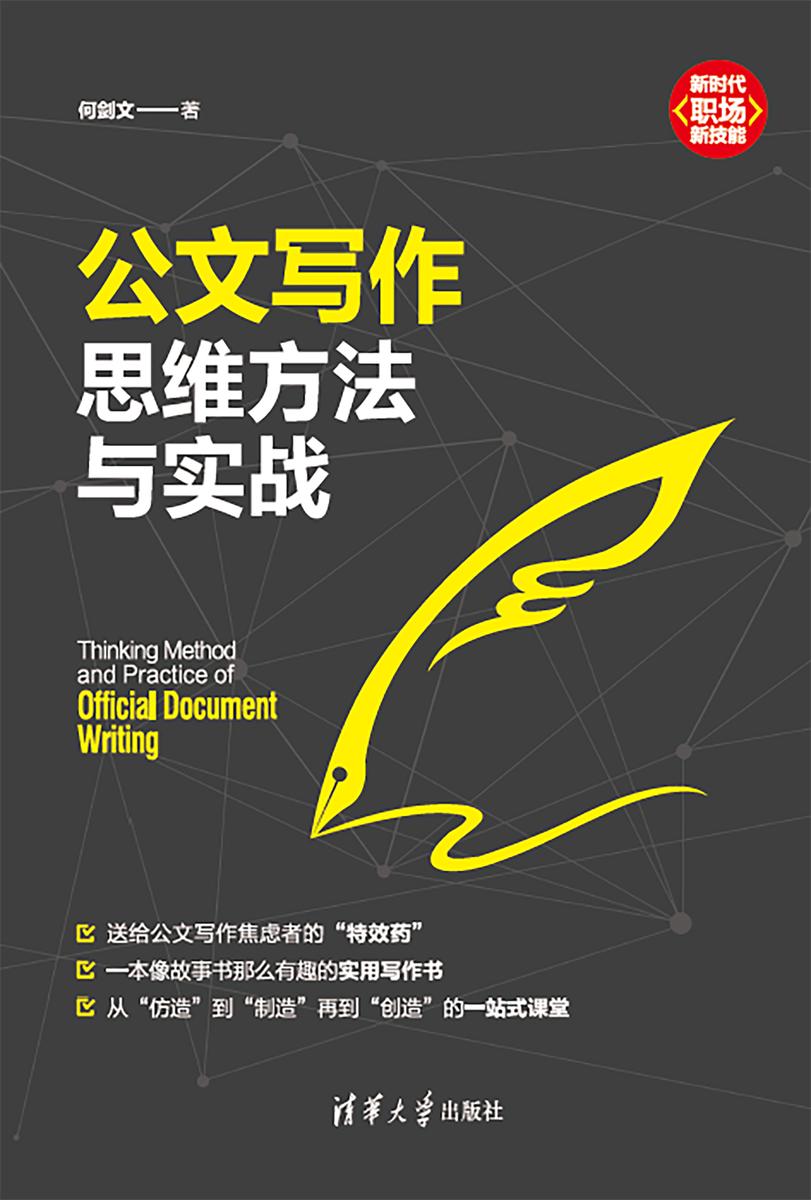 何剑文——著
新时代
职场
新技能
公文写作
思维方法
与实战
Thinking Method
and Practice of
Official Document
Writing
送给公文写作焦虑者的“特效药”
一本像故事书那么有趣的实用写作书
从“仿造”到“制造”再到“创造”的一站式课堂
清华大学出版社